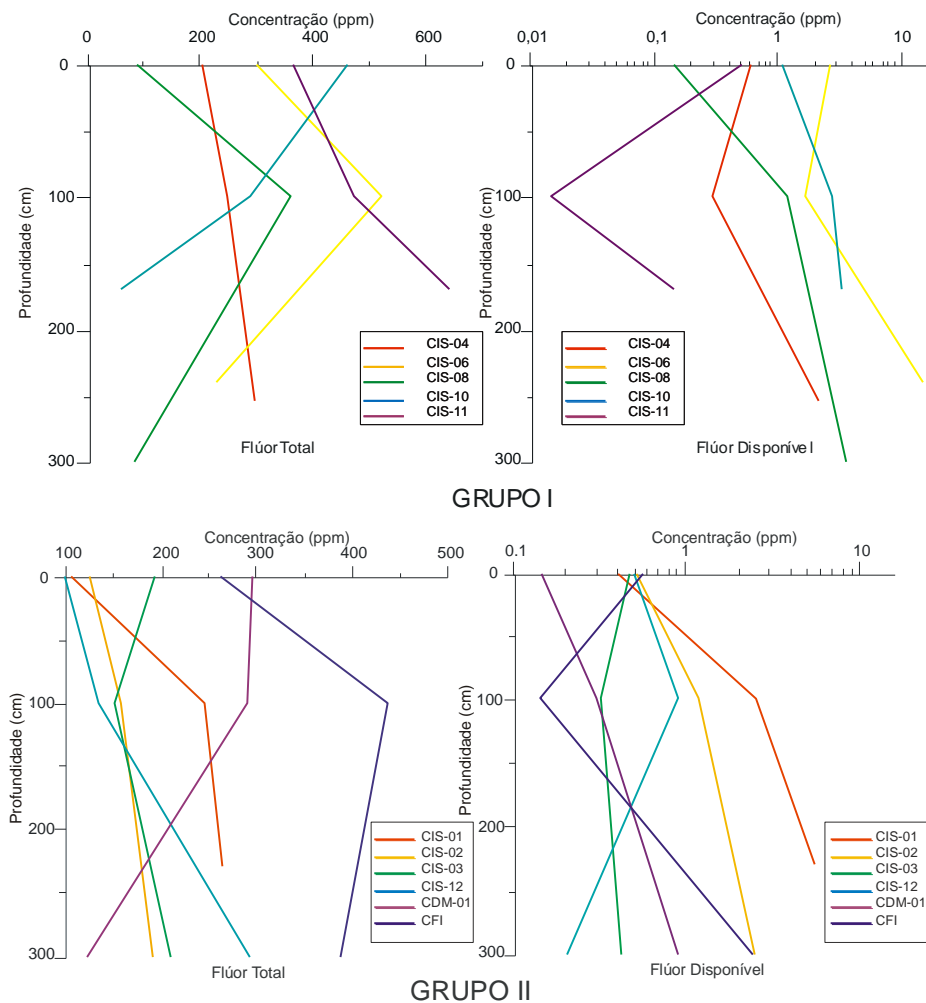 Concentração (ppm)
0 200 400 600
0
100
200
300
Profundidade (cm)
CIS-04
CIS-06
CIS-08
CIS-10
CIS-11
Flúor Total
Concentração (ppm)
0,01 0,1 1 10
0
100
200
300
Profundidade (cm)
CIS-04
CIS-06
CIS-08
CIS-10
CIS-11
Flúor Disponível
GRUPO I
Concentração (ppm)
100 200 300 400 500
0
100
200
300
Profundidade (cm)
CIS-01
CIS-02
CIS-03
CIS-12
CDM-01
CFI
Flúor Total
Concentração (ppm)
0.1 1 10
0
100
200
300
Profundidade (cm)
CIS-01
CIS-02
CIS-03
CIS-12
CDM-01
CFI
Flúor Disponível
GRUPO II